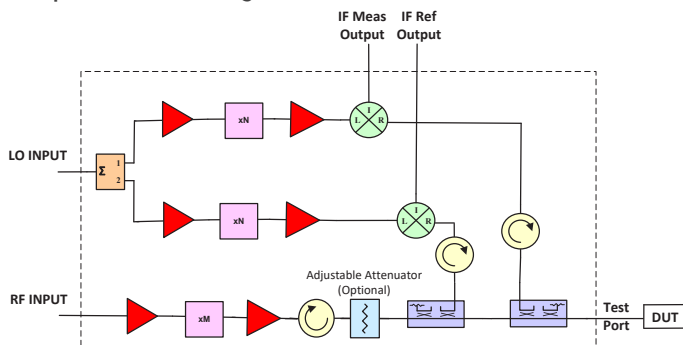 IF Meas Output
IF Ref Output
LO INPUT
Σ
1
2
xN
L
I
R
xN
L
I
R
RF INPUT
xM
Adjustable Attenuator
(Optional)
Test
Port
DUT